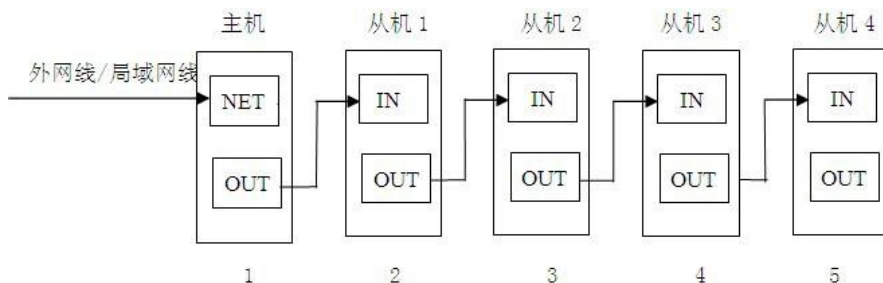 主机 从机 1 从机 2 从机 3 从机 4
外网线/局域网线
NET IN IN IN IN
OUT OUT OUT OUT OUT
1 2 3 4 5